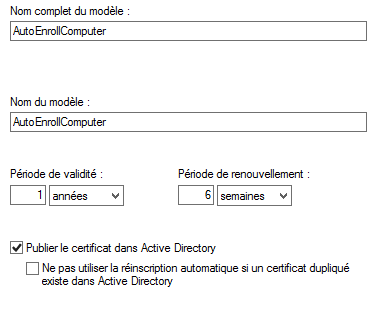 Nom complet du modèle :
AutoEnrollComputer
Nom du modèle :
AutoEnrollComputer
Période de validité : Période de renouvellement :
1 années 6 semaines
Publier le certificat dans Active Directory
Ne pas utiliser la réinscription automatique si un certificat dupliqué
existe dans Active Directory